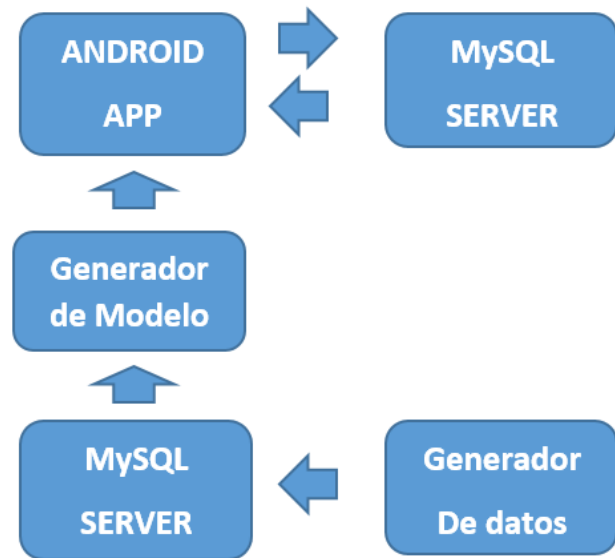 ANDROID
APP
MySQL
SERVER
Generador
de Modelo
MySQL
SERVER
Generador
De datos